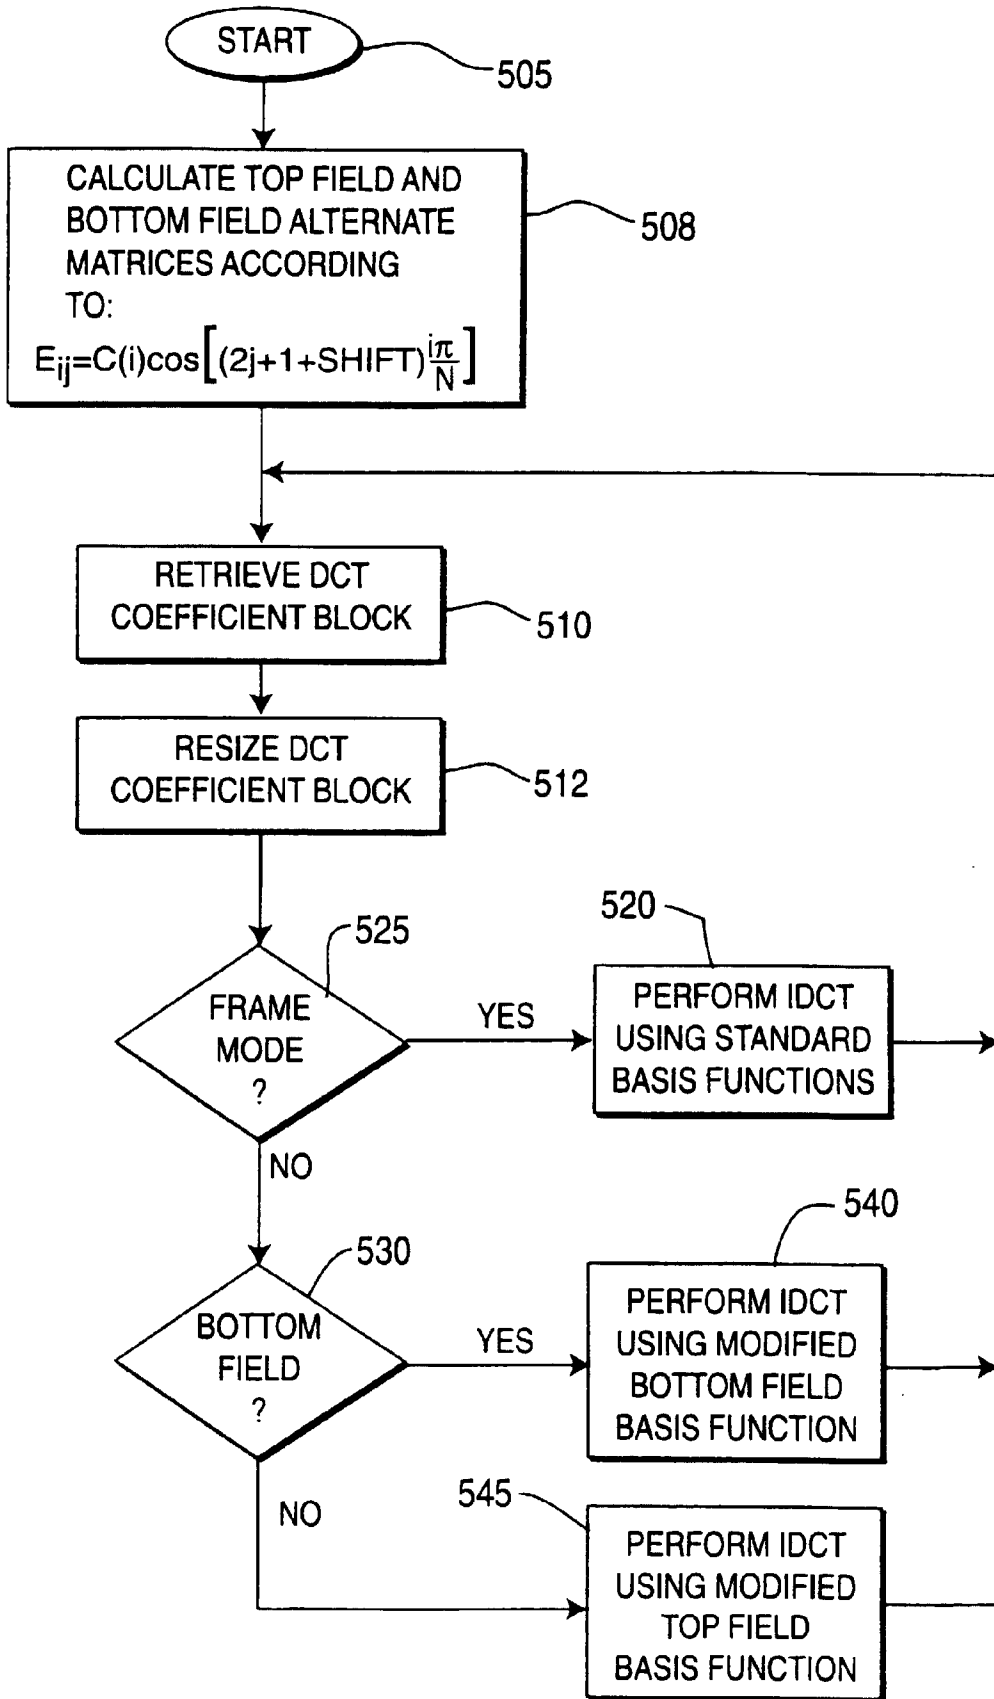 START
505
CALCULATE TOP FIELD AND
BOTTOM FIELD ALTERNATE
MATRICES ACCORDING
TO:
E_{ij}=C(i)cos[(2j+1+SHIFT)\frac{iπ}{N}]
508
RETRIEVE DCT
COEFFICIENT BLOCK
510
RESIZE DCT
COEFFICIENT BLOCK
512
525
FRAME
MODE
?
YES
520
PERFORM IDCT
USING STANDARD
BASIS FUNCTIONS
NO
530
BOTTOM
FIELD
?
YES
540
PERFORM IDCT
USING MODIFIED
BOTTOM FIELD
BASIS FUNCTION
NO
545
PERFORM IDCT
USING MODIFIED
TOP FIELD
BASIS FUNCTION